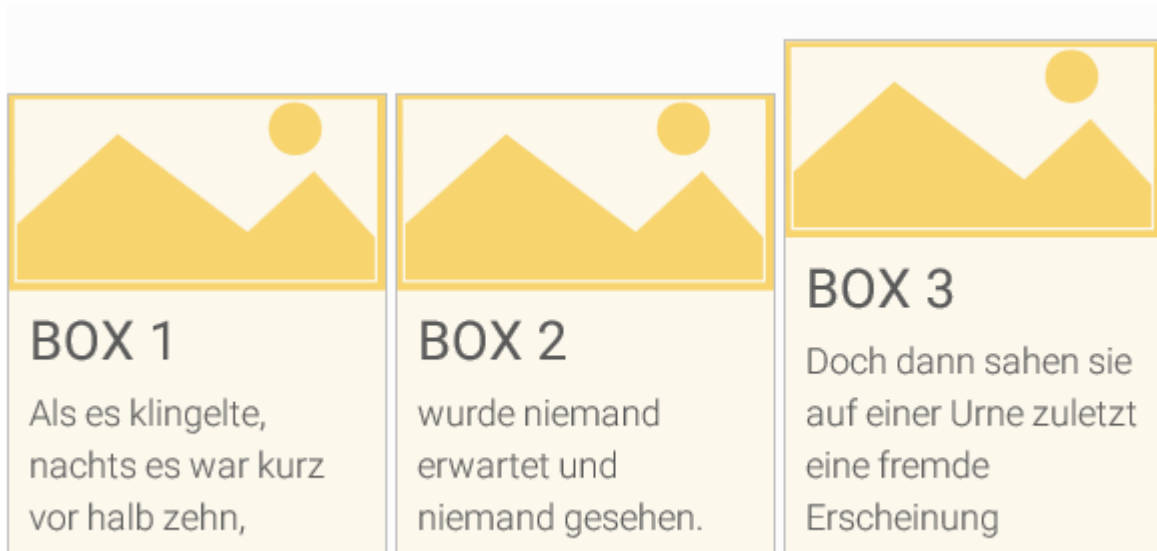 BOX 1
Als es klingelte,
nachts es war kurz
vor halb zehn,
BOX 2
wurde niemand
erwartet und
niemand gesehen.
BOX 3
Doch dann sahen sie
auf einer Urne zuletzt
eine fremde
Erscheinung